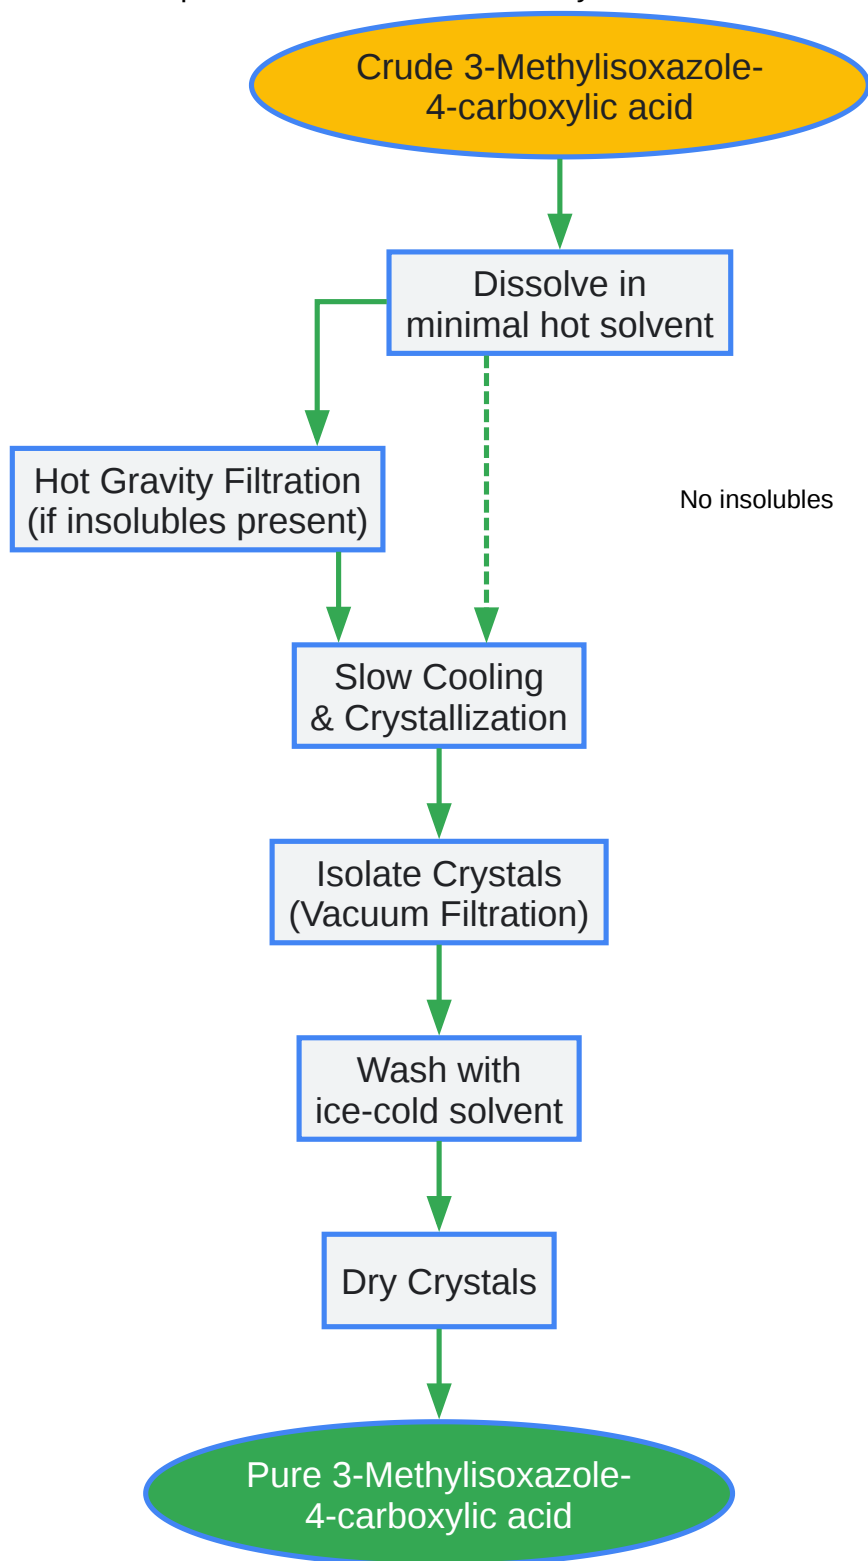 Crude 3-Methylisoxazole-
4-carboxylic acid
Dissolve in
minimal hot solvent
Hot Gravity Filtration
(if insolubles present)
No insolubles
Slow Cooling
& Crystallization
Isolate Crystals
(Vacuum Filtration)
Wash with
ice-cold solvent
Dry Crystals
Pure 3-Methylisoxazole-
4-carboxylic acid